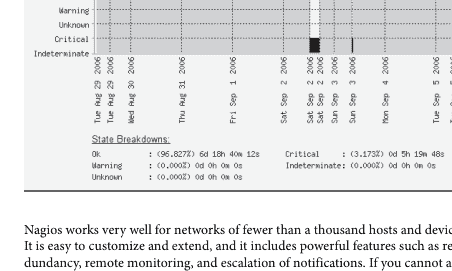 Warning
Unknown
Critical
Indeterminate
Tue Aug 29 2006
Tue Aug 29 2006
Wed Aug 30 2006
Thu Aug 31 2006
Fri Sep 1 2006
Sat Sep 2 2006
Sat Sep 2 2006
Sat Sep 2 2006
Sun Sep 3 2006
Sun Sep 3 2006
Mon Sep 4 2006
Tue Sep 5 2006
State Breakdowns:
Ok : (96.827%) 6d 18h 40m 12s Critical : (3.173%) 0d 5h 19m 48s
Warning : (0.000%) 0d 0h 0m 0s Indeterminate: (0.000%) 0d 0h 0m 0s
Unknown : (0.000%) 0d 0h 0m 0s
Nagios works very well for networks of fewer than a thousand hosts and devic
It is easy to customize and extend, and it includes powerful features such as re
dundancy, remote monitoring, and escalation of notifications. If you cannot a